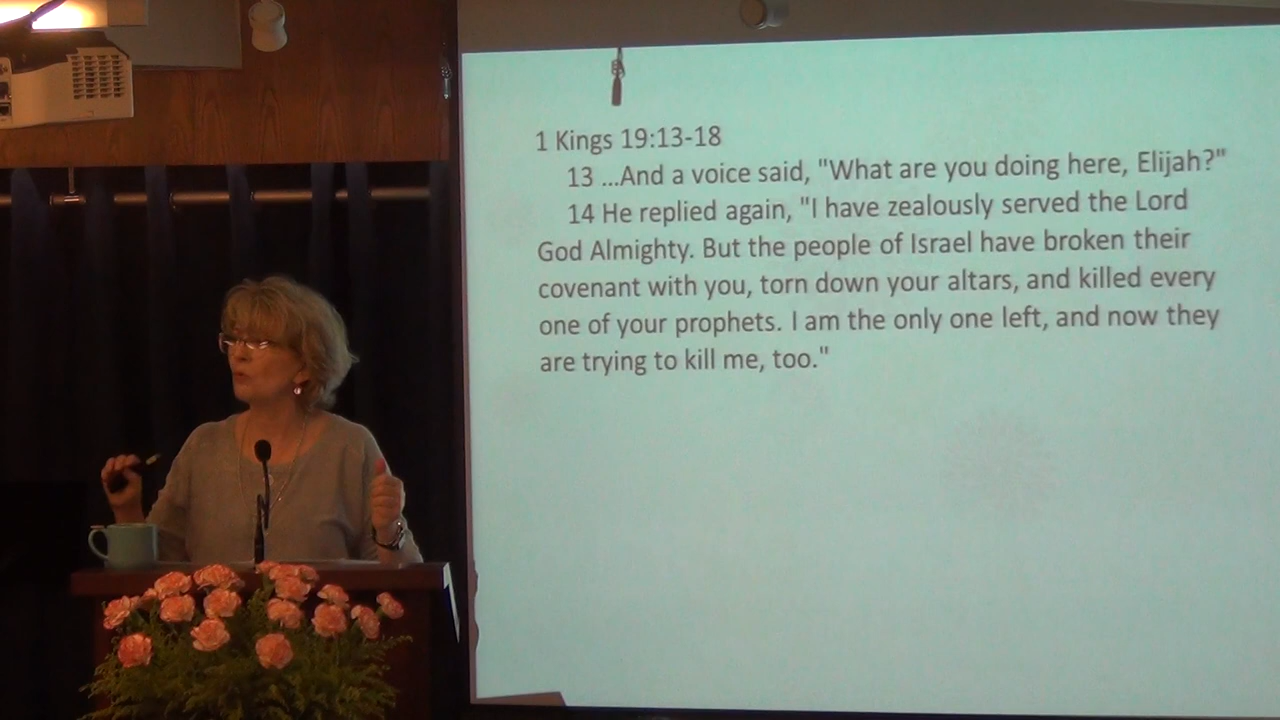 1 Kings 19:13-18
13 ...And a voice said, "What are you doing here, Elijah?"
14 He replied again, "I have zealously served the Lord
God Almighty. But the people of Israel have broken their
covenant with you, torn down your altars, and killed every
one of your prophets. I am the only one left, and now they
are trying to kill me, too."